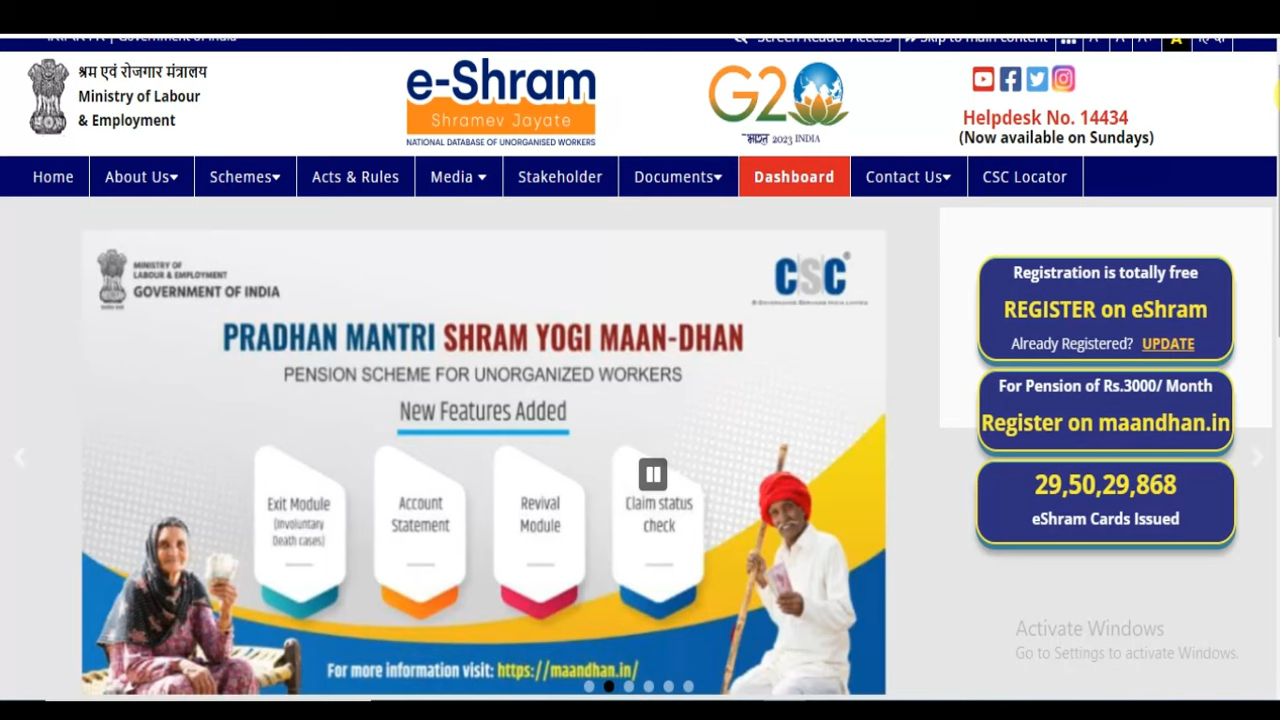 Government of India
Screen Reader Access
Skip to main content
श्रम एवं रोजगार मंत्रालय
Ministry of Labour
& Employment
e-Shram
Shramev Jayate
NATIONAL DATABASE OF UNORGANISED WORKERS
G20
भारत 2023 INDIA
Helpdesk No. 14434
(Now available on Sundays)
Home About Us Schemes Acts & Rules Media Stakeholder Documents Dashboard Contact Us CSC Locator
MINISTRY OF
LABOUR & EMPLOYMENT
GOVERNMENT OF INDIA
CSC
PRADHAN MANTRI SHRAM YOGI MAAN-DHAN
PENSION SCHEME FOR UNORGANIZED WORKERS
New Features Added
Exit Module
(Involuntary
Death cases)
Account
Statement
Revival
Module
Claim status
check
For more information visit: https://maandhan.in/
Registration is totally free
REGISTER on eShram
Already Registered? UPDATE
For Pension of Rs.3000/ Month
Register on maandhan.in
29,50,29,868
eShram Cards Issued
Activate Windows
Go to Settings to activate Windows.